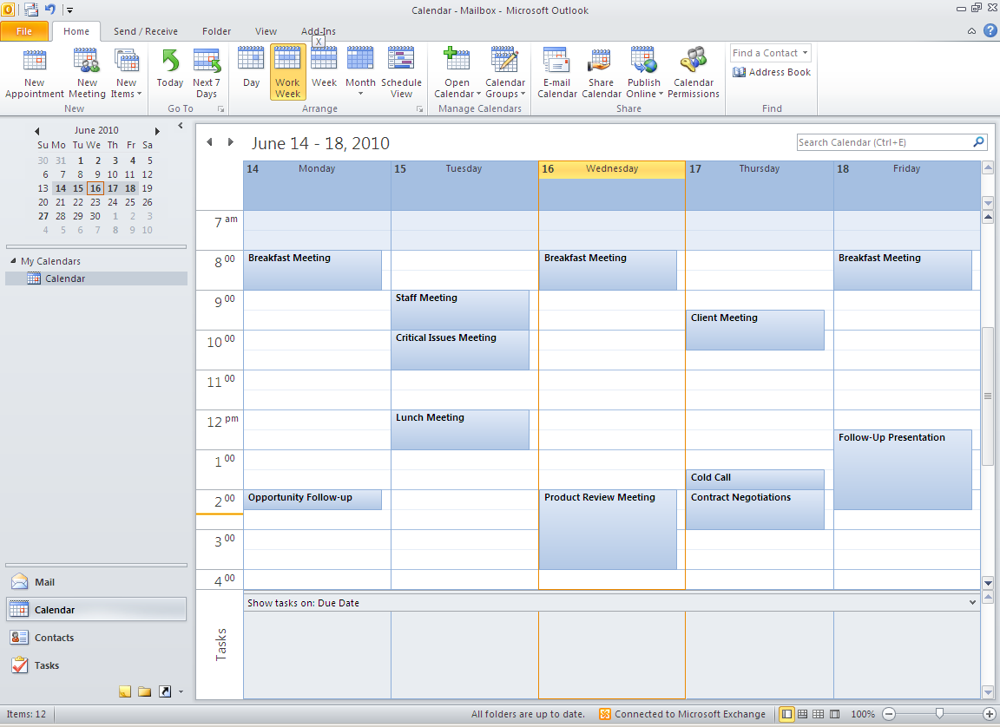 Calendar - Mailbox - Microsoft Outlook
File Home Send / Receive Folder View Add-Ins
X
New Appointment
New Meeting
New Items
New
Today
Next 7 Days
Go To
Day
Work Week
Week
Month
Schedule View
Arrange
Open Calendar
Calendar Groups
Manage Calendars
E-mail Calendar
Share Calendar
Publish Online
Calendar Permissions
Share
Find a Contact
Address Book
Find
June 2010
Su Mo Tu We Th Fr Sa
30 31 1 2 3 4 5
6 7 8 9 10 11 12
13 14 15 16 17 18 19
20 21 22 23 24 25 26
27 28 29 30 1 2 3
4 5 6 7 8 9 10
My Calendars
Calendar
Mail
Calendar
Contacts
Tasks
June 14 - 18, 2010
Search Calendar (Ctrl+E)
14 Monday 15 Tuesday 16 Wednesday 17 Thursday 18 Friday
7 am
8 00 Breakfast Meeting Breakfast Meeting Breakfast Meeting
9 00 Staff Meeting
Client Meeting
10 00 Critical Issues Meeting
11 00
12 pm Lunch Meeting
Follow-Up Presentation
1 00
Cold Call
2 00 Opportunity Follow-up Product Review Meeting Contract Negotiations
3 00
4 00
Show tasks on: Due Date
Tasks
Items: 12 All folders are up to date. Connected to Microsoft Exchange 100%